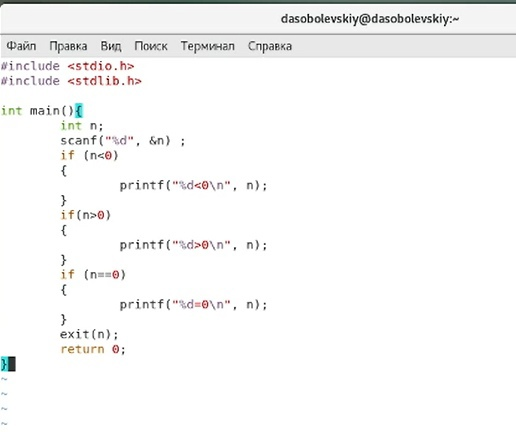 dasobolevskiy@dasobolevskiy:~
Файл Правка Вид Поиск Терминал Справка
#include <stdio.h>
#include <stdlib.h>

int main(){
        int n;
        scanf("%d", &n) ;
        if (n<0)
        {
                printf("%d<0\n", n);
        }
        if(n>0)
        {
                printf("%d>0\n", n);
        }
        if (n==0)
        {
                printf("%d=0\n", n);
        }
        exit(n);
        return 0;
}
~
~
~
~